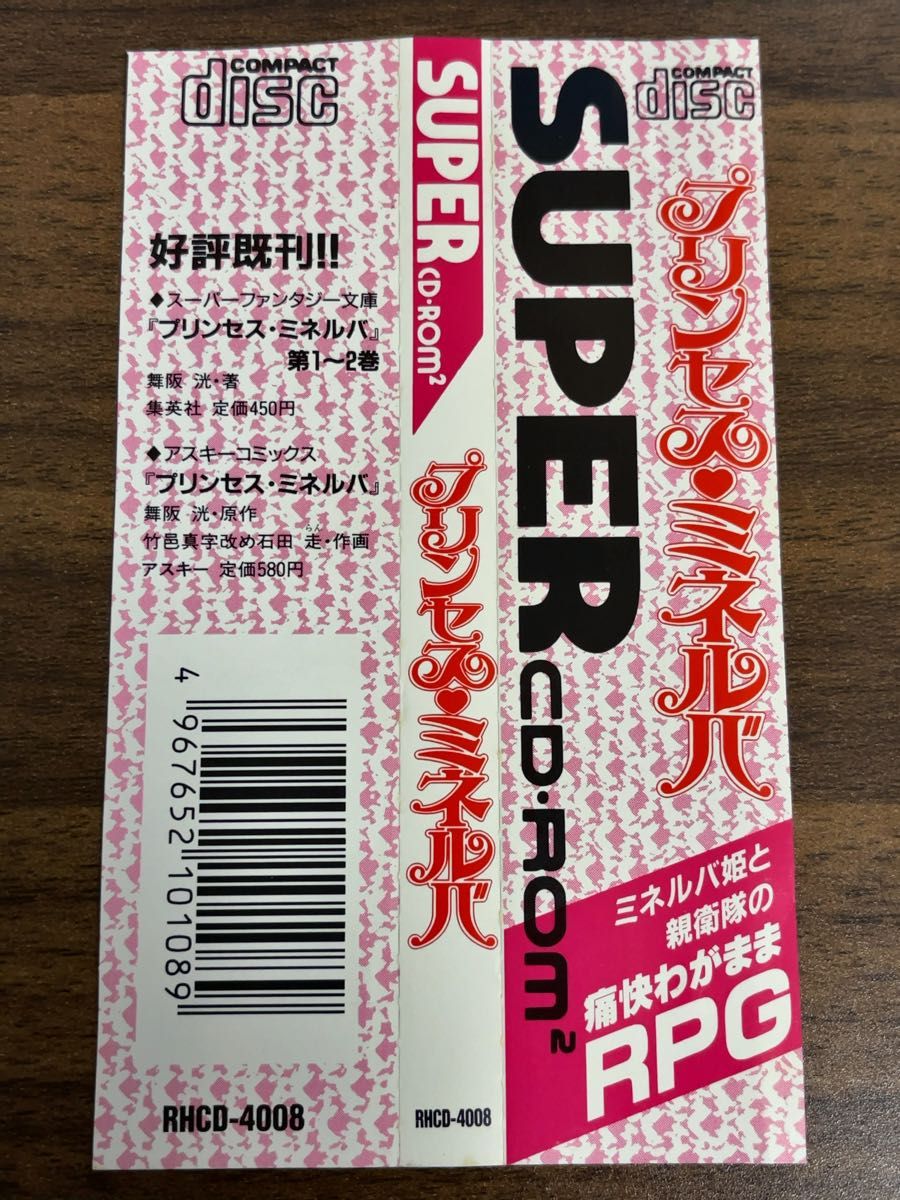 COMPACT
disc
好評既刊!!
◆スーパーファンタジー文庫
『プリンセス・ミネルバ』
第1～2巻
舞阪 洸・著
集英社 定価450円
◆アスキーコミックス
『プリンセス・ミネルバ』
舞阪 洸・原作
らん
竹邑真字改め石田 走・作画
アスキー 定価580円
4 967652 101089
RHCD-4008
SUPER CD・ROM²
プリンセス♥ミネルバ
RHCD-4008
SUPER CD・ROM²
COMPACT
disc
プリンセス♥ミネルバ
ミネルバ姫と
親衛隊の
痛快わがまま
RPG